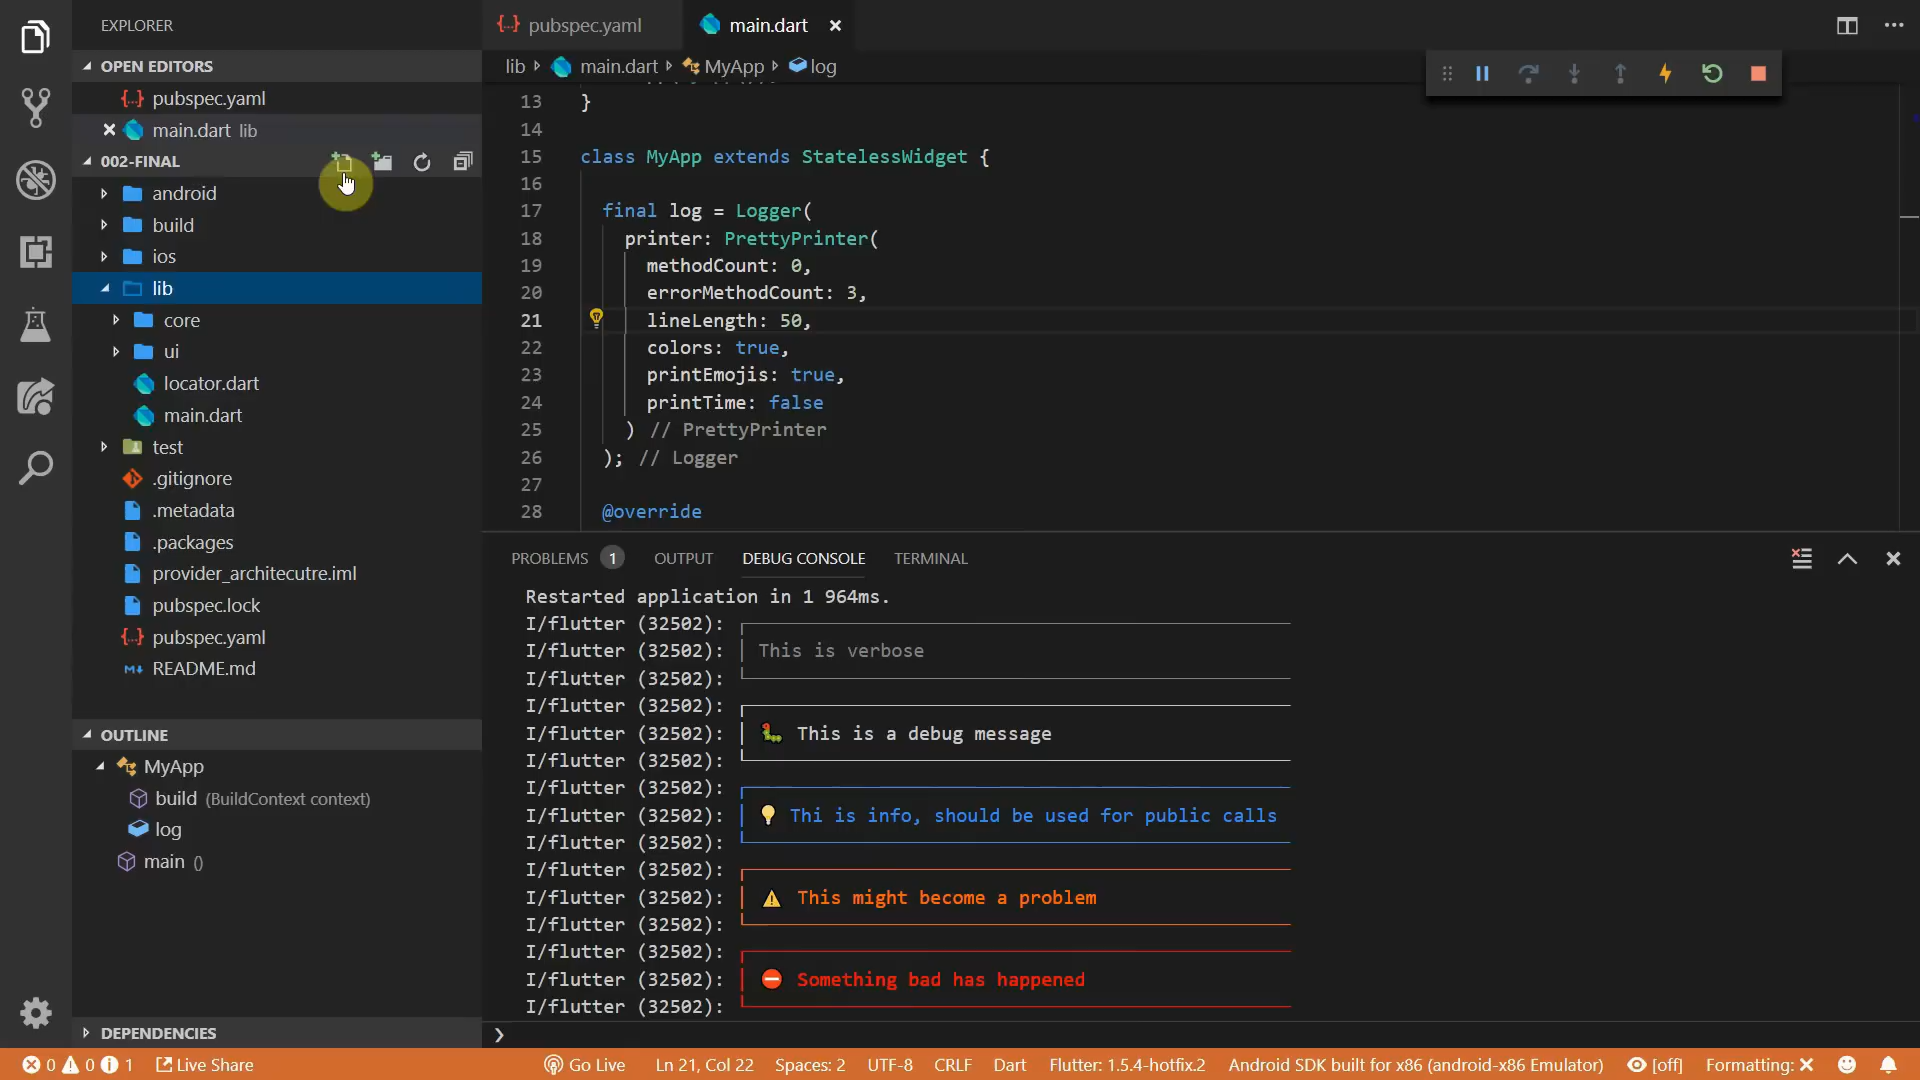 EXPLORER
OPEN EDITORS
pubspec.yaml
main.dart lib
002-FINAL
android
build
ios
lib
core
ui
locator.dart
main.dart
test
.gitignore
.metadata
.packages
provider_architecutre.iml
pubspec.lock
pubspec.yaml
README.md
OUTLINE
MyApp
build (BuildContext context)
log
main ()
DEPENDENCIES
pubspec.yaml main.dart
lib main.dart MyApp log
13 }
14
15 class MyApp extends StatelessWidget {
16
17 final log = Logger(
18 printer: PrettyPrinter(
19 methodCount: 0,
20 errorMethodCount: 3,
21 lineLength: 50,
22 colors: true,
23 printEmojis: true,
24 printTime: false
25 ) // PrettyPrinter
26 ); // Logger
27
28 @override
PROBLEMS 1 OUTPUT DEBUG CONSOLE TERMINAL
Restarted application in 1 964ms.
I/flutter (32502):
I/flutter (32502): This is verbose
I/flutter (32502):
I/flutter (32502):
I/flutter (32502): 🐛 This is a debug message
I/flutter (32502):
I/flutter (32502):
I/flutter (32502): 💡 Thi is info, should be used for public calls
I/flutter (32502):
I/flutter (32502):
I/flutter (32502): ⚠ This might become a problem
I/flutter (32502):
I/flutter (32502):
I/flutter (32502): ⛔ Something bad has happened
I/flutter (32502):
0 0 1 Live Share Go Live Ln 21, Col 22 Spaces: 2 UTF-8 CRLF Dart Flutter: 1.5.4-hotfix.2 Android SDK built for x86 (android-x86 Emulator) [off] Formatting: ✕